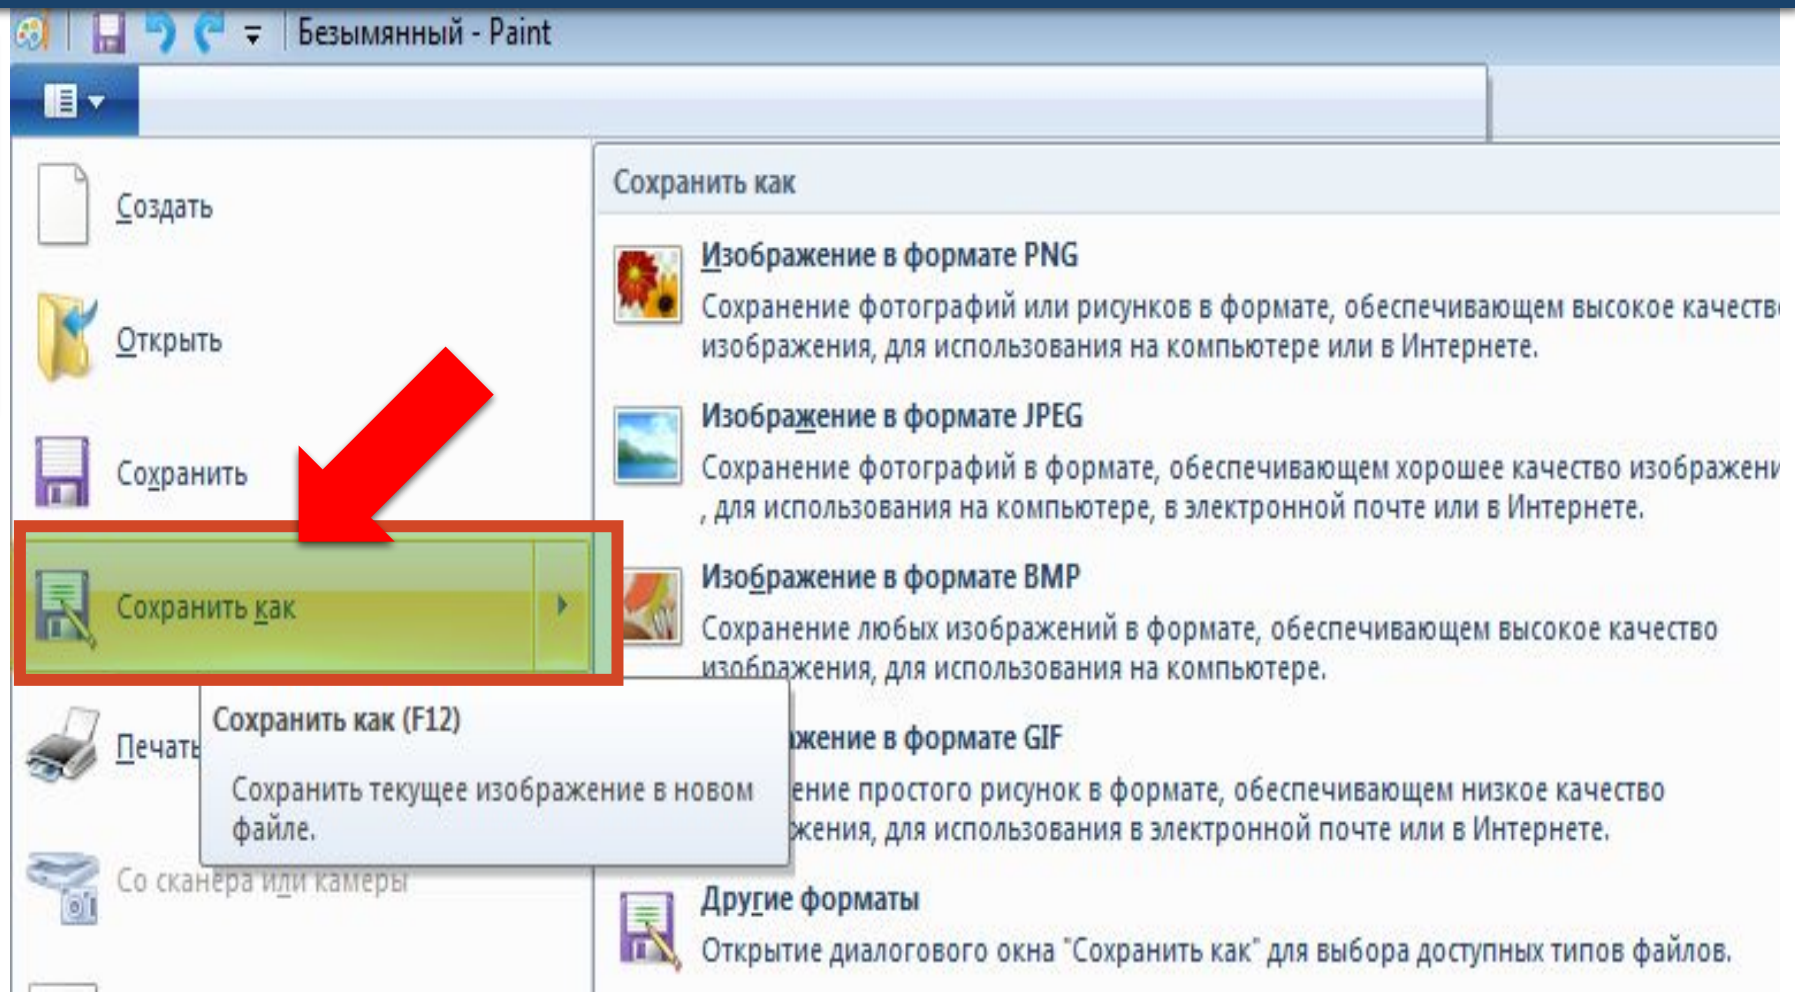 Безымянный - Paint
Создать
Открыть
Сохранить
Сохранить как
Печать
Со сканера или камеры
Сохранить как (F12)
Сохранить текущее изображение в новом
файле.
Сохранить как
Изображение в формате PNG
Сохранение фотографий или рисунков в формате, обеспечивающем высокое качество
изображения, для использования на компьютере или в Интернете.
Изображение в формате JPEG
Сохранение фотографий в формате, обеспечивающем хорошее качество изображени
, для использования на компьютере, в электронной почте или в Интернете.
Изображение в формате BMP
Сохранение любых изображений в формате, обеспечивающем высокое качество
изображения, для использования на компьютере.
жение в формате GIF
ение простого рисунок в формате, обеспечивающем низкое качество
жения, для использования в электронной почте или в Интернете.
Другие форматы
Открытие диалогового окна "Сохранить как" для выбора доступных типов файлов.